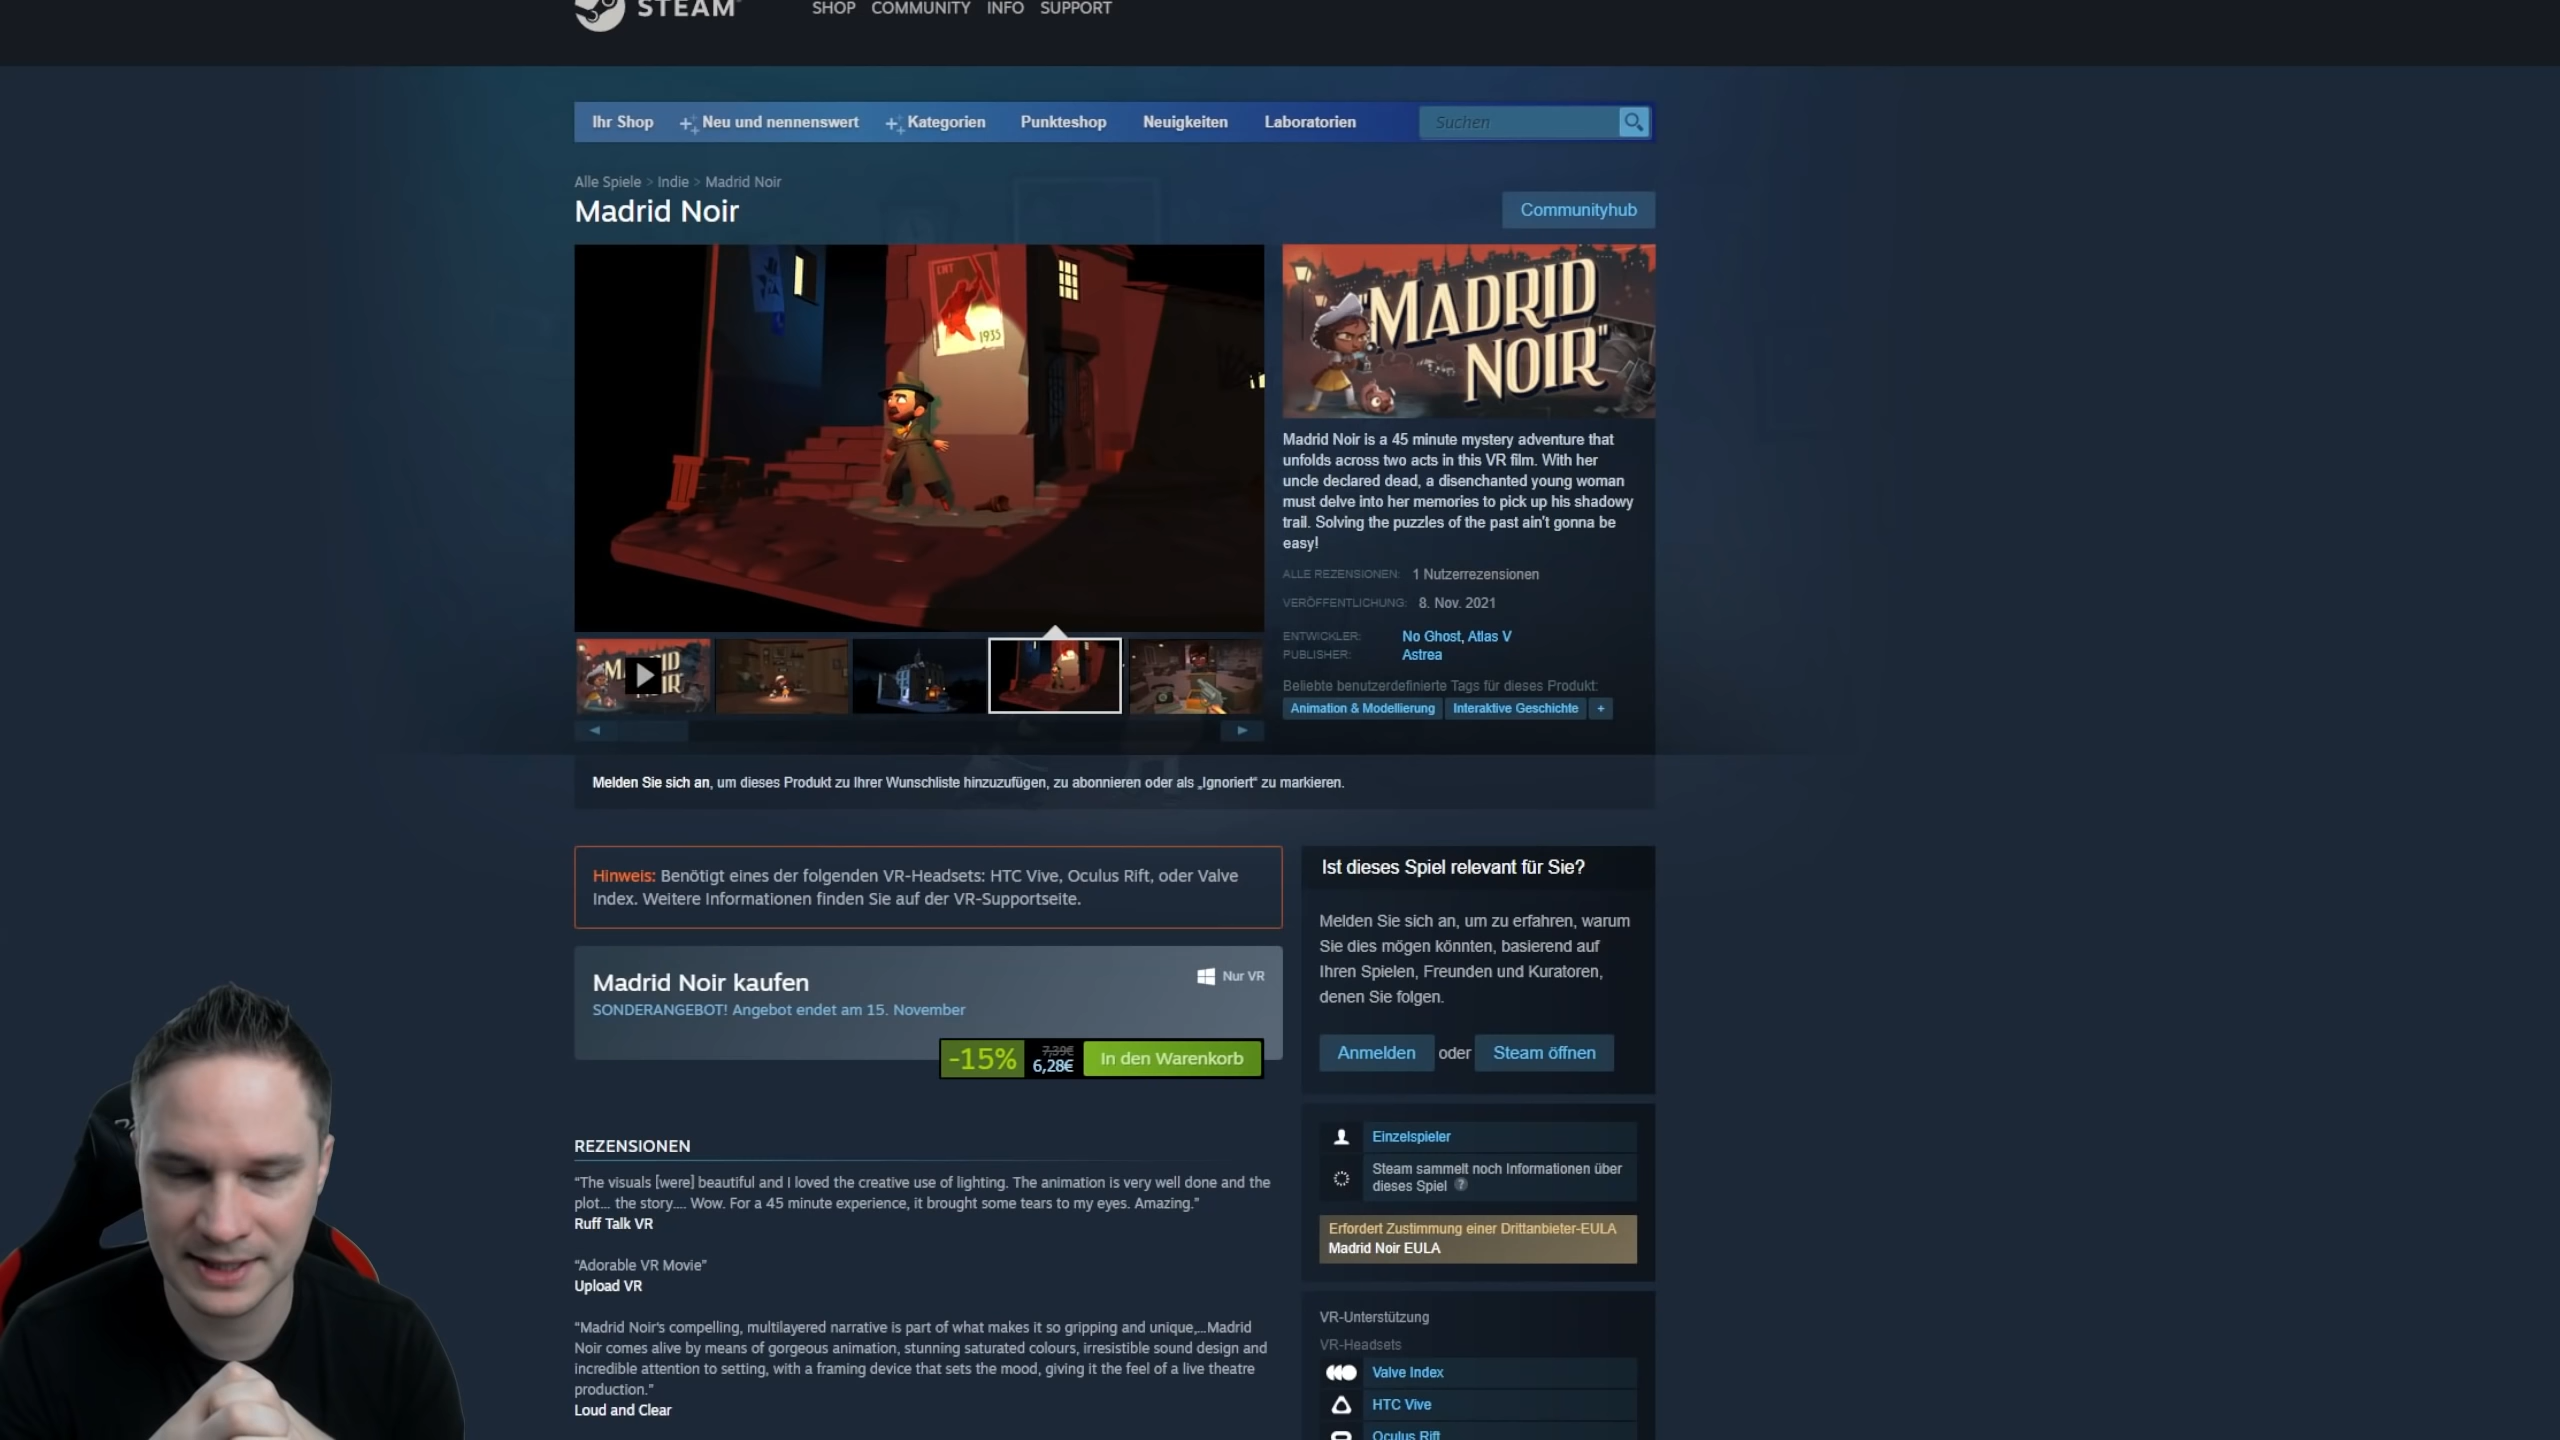 STEAM
SHOP COMMUNITY INFO SUPPORT
Ihr Shop Neu und nennenswert Kategorien Punkteshop Neuigkeiten Laboratorien Suchen
Alle Spiele > Indie > Madrid Noir
Madrid Noir
Communityhub
CNT
1935
"MADRID
NOIR"
Madrid Noir is a 45 minute mystery adventure that
unfolds across two acts in this VR film. With her
uncle declared dead, a disenchanted young woman
must delve into her memories to pick up his shadowy
trail. Solving the puzzles of the past ain't gonna be
easy!
ALLE REZENSIONEN: 1 Nutzerrezensionen
VERÖFFENTLICHUNG: 8. Nov. 2021
ENTWICKLER: No Ghost, Atlas V
PUBLISHER: Astrea
Beliebte benutzerdefinierte Tags für dieses Produkt:
Animation & Modellierung Interaktive Geschichte +
Melden Sie sich an, um dieses Produkt zu Ihrer Wunschliste hinzuzufügen, zu abonnieren oder als „Ignoriert“ zu markieren.
Hinweis: Benötigt eines der folgenden VR-Headsets: HTC Vive, Oculus Rift, oder Valve
Index. Weitere Informationen finden Sie auf der VR-Supportseite.
Madrid Noir kaufen
Nur VR
SONDERANGEBOT! Angebot endet am 15. November
-15% 7,39€
6,28€
In den Warenkorb
REZENSIONEN
“The visuals [were] beautiful and I loved the creative use of lighting. The animation is very well done and the
plot... the story.... Wow. For a 45 minute experience, it brought some tears to my eyes. Amazing.”
Ruff Talk VR
“Adorable VR Movie”
Upload VR
“Madrid Noir's compelling, multilayered narrative is part of what makes it so gripping and unique,...Madrid
Noir comes alive by means of gorgeous animation, stunning saturated colours, irresistible sound design and
incredible attention to setting, with a framing device that sets the mood, giving it the feel of a live theatre
production.”
Loud and Clear
Ist dieses Spiel relevant für Sie?
Melden Sie sich an, um zu erfahren, warum
Sie dies mögen könnten, basierend auf
Ihren Spielen, Freunden und Kuratoren,
denen Sie folgen.
Anmelden oder Steam öffnen
Einzelspieler
Steam sammelt noch Informationen über
dieses Spiel ?
Erfordert Zustimmung einer Drittanbieter-EULA
Madrid Noir EULA
VR-Unterstützung
VR-Headsets
Valve Index
HTC Vive
Oculus Rift